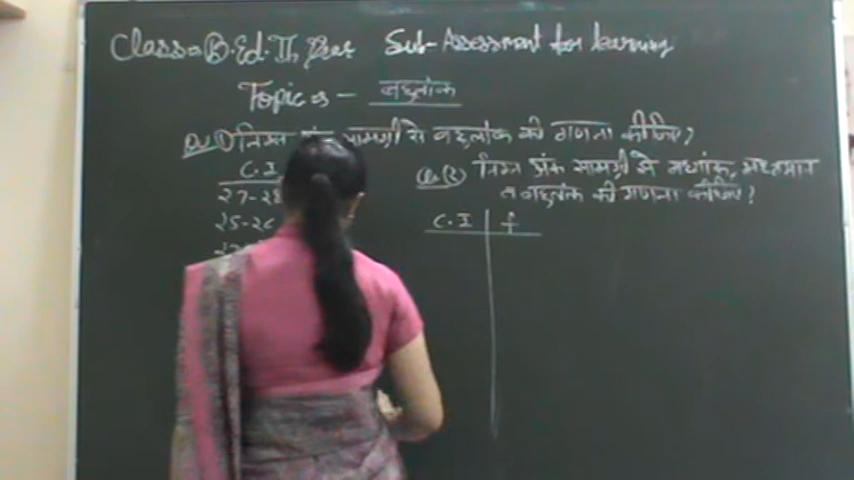 Class- B.Ed. II Year Sub- Assessment for learning
Topic - बहुलांक
Q.1) निम्न अंक सामग्री से बहुलांक की गणना कीजिए?
C.I
27-28
25-26
Q.2) निम्न अंक सामग्री से मध्यांक, मध्यमान
व बहुलांक की गणना कीजिए?
C.I f